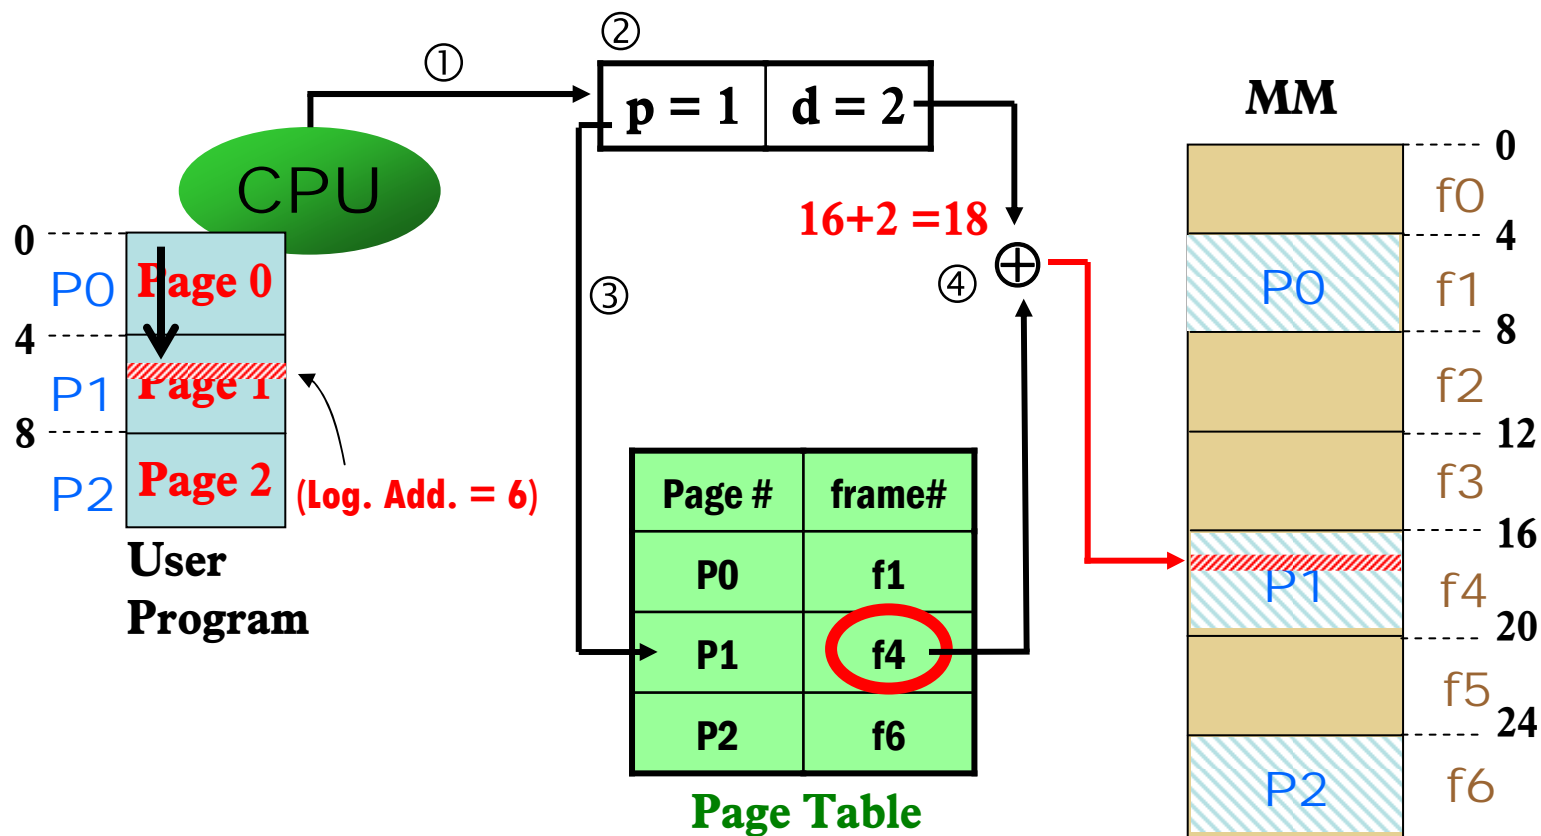 ①
②
p = 1
d = 2
CPU
MM
16+2 =18
③
④
0
4
8
P0
P1
P2
Page 0
Page 1
Page 2
(Log. Add. = 6)
User
Program
Page #
frame#
P0
f1
P1
f4
P2
f6
Page Table
P0
P1
P2
0
f0
4
f1
8
f2
12
f3
16
f4
20
f5
24
f6